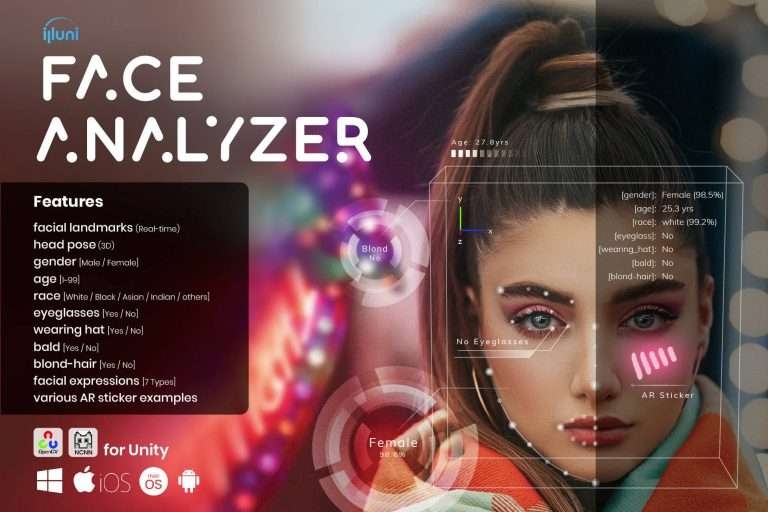 illuni
FACE
ANALYZER
Features
facial landmarks (Real-time)
head pose (3D)
gender [Male / Female]
age [1-99]
race [White / Black / Asian / Indian / others]
eyeglasses [Yes / No]
wearing hat [Yes / No]
bald [Yes / No]
blond-hair [Yes / No]
facial expressions [7 Types]
various AR sticker examples
OpenCV
NCNN
for Unity
iOS
mac
OS
Age: 27.8yrs
y
x
z
[gender]: Female (98.5%)
[age]: 25.3 yrs
[race]: white (99.2%)
[eyeglass]: No
[wearing_hat]: No
[bald]: No
[blond-hair]: No
Blond
No
No Eyeglasses
AR Sticker
Female
98.6%